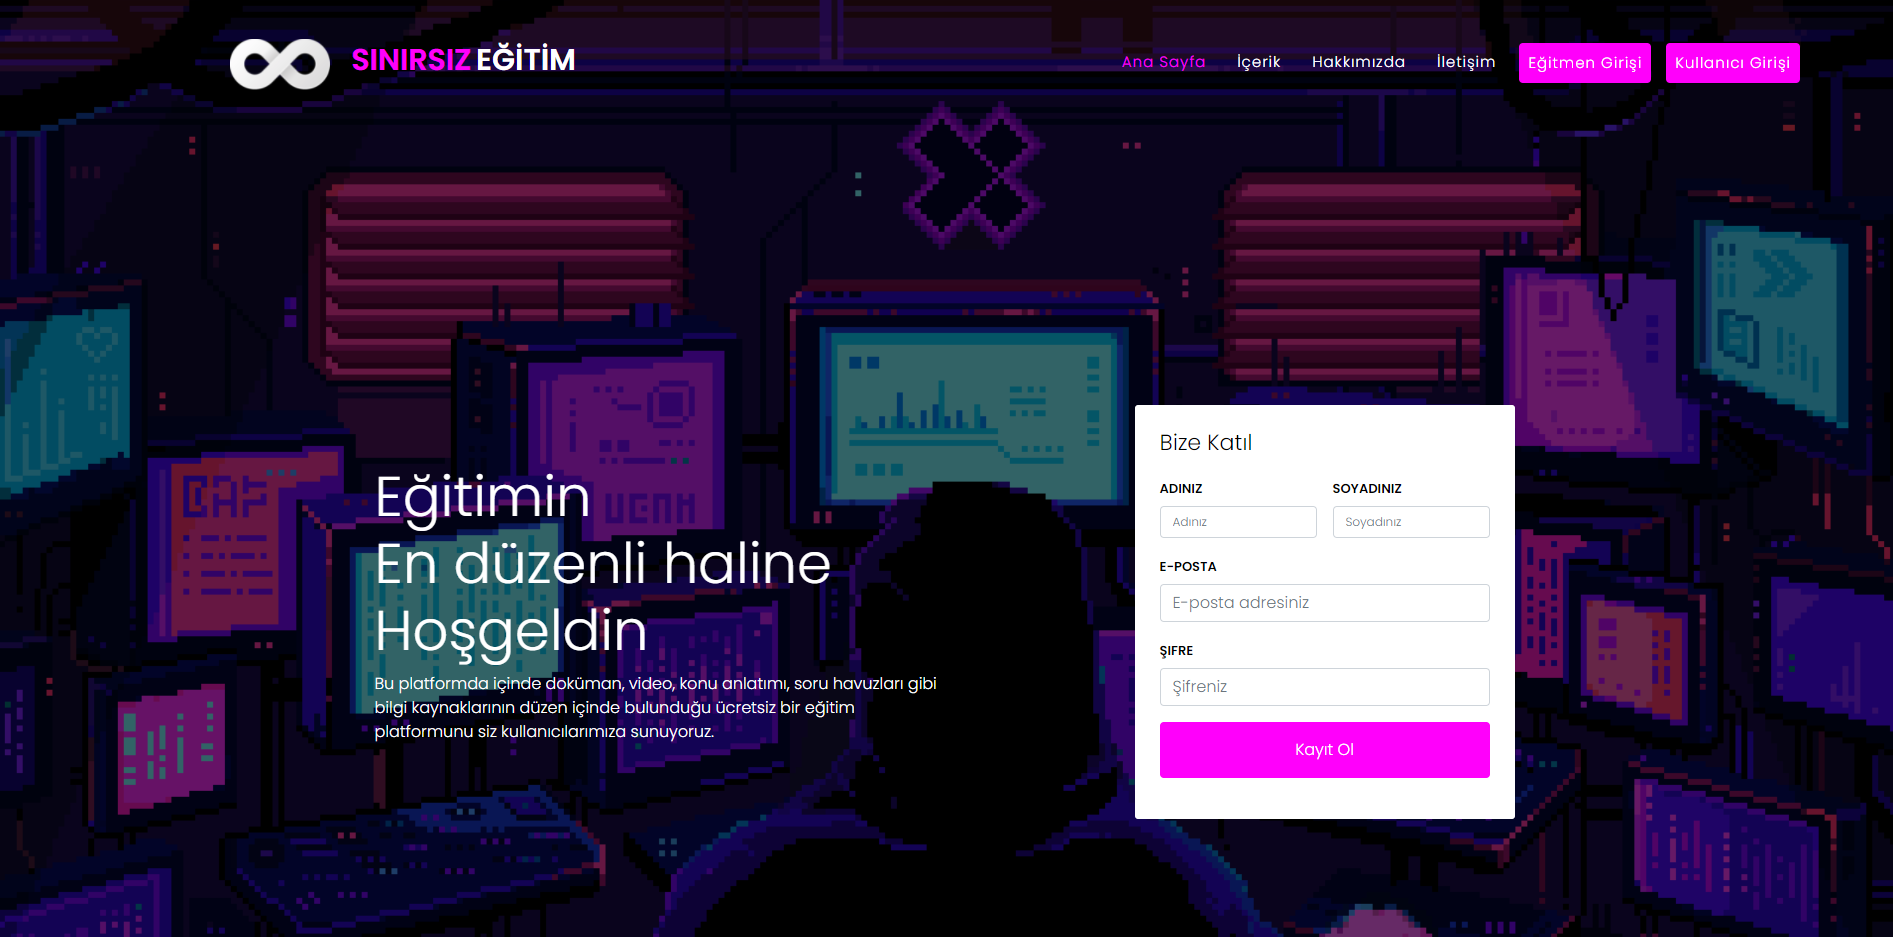 SINIRSIZ EĞİTİM
Ana Sayfa
İçerik
Hakkımızda
İletişim
Eğitmen Girişi
Kullanıcı Girişi
Eğitimin
En düzenli haline
Hoşgeldin
Bu platformda içinde doküman, video, konu anlatımı, soru havuzları gibi
bilgi kaynaklarının düzen içinde bulunduğu ücretsiz bir eğitim
platformunu siz kullanıcılarımıza sunuyoruz.
Bize Katıl
ADINIZ
SOYADINIZ
Adınız
Soyadınız
E-POSTA
E-posta adresiniz
ŞIFRE
Şifreniz
Kayıt Ol